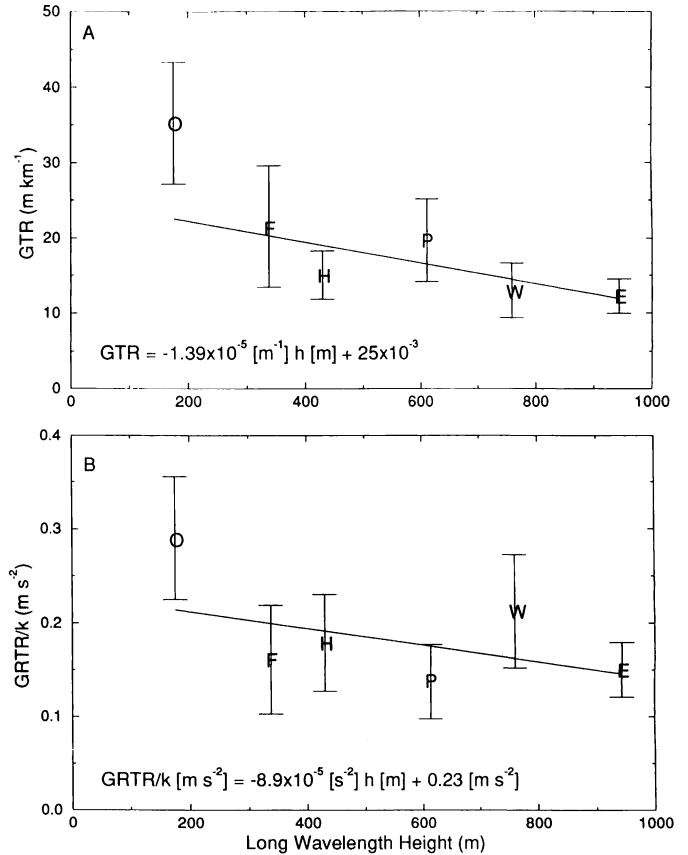 A
50
40
30
20
10
0
GTR (m km⁻¹)
O
F
H
P
W
E
GTR = -1.39x10⁻⁵ [m⁻¹] h [m] + 25x10⁻³
0 200 400 600 800 1000
B
0.4
0.3
0.2
0.1
0.0
GRTR/k (m s⁻²)
O
F
H
P
W
E
GRTR/k [m s⁻²] = -8.9x10⁻⁵ [s⁻²] h [m] + 0.23 [m s⁻²]
0 200 400 600 800 1000
Long Wavelength Height (m)